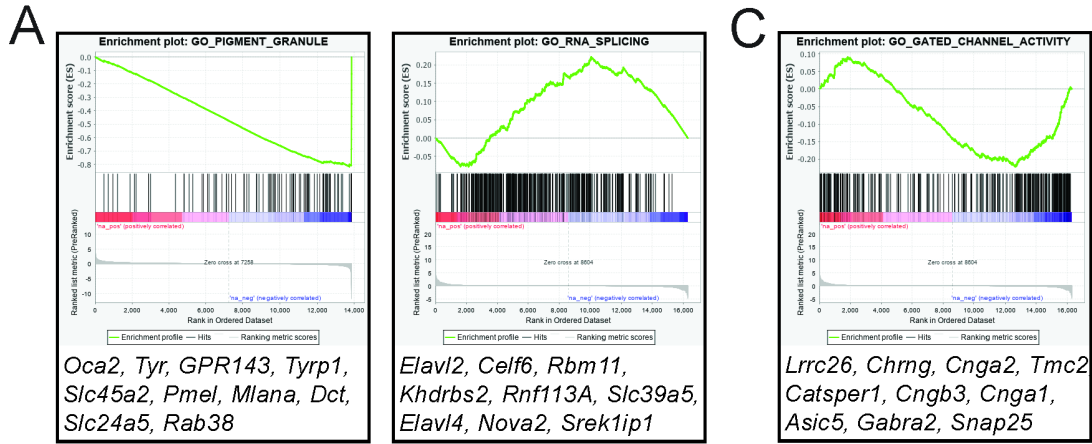 A
Enrichment plot: GO_PIGMENT_GRANULE
Enrichment score (ES)
0.0
-0.1
-0.2
-0.3
-0.4
-0.5
-0.6
-0.7
-0.8
'na_pos' (positively correlated)
Ranked list metric (PreRanked)
10
5
0
-5
-10
Zero cross at 7258
'na_neg' (negatively correlated)
0
2,000
4,000
6,000
8,000
10,000
12,000
14,000
Rank in Ordered Dataset
Enrichment profile
Hits
Ranking metric scores
Oca2, Tyr, GPR143, Tyrp1,
Slc45a2, Pmel, Mlana, Dct,
Slc24a5, Rab38
Enrichment plot: GO_RNA_SPLICING
Enrichment score (ES)
0.20
0.15
0.10
0.05
0.00
-0.05
'na_pos' (positively correlated)
Ranked list metric (PreRanked)
20
15
10
5
0
-5
Zero cross at 8604
'na_neg' (negatively correlated)
0
2,000
4,000
6,000
8,000
10,000
12,000
14,000
16,000
Rank in Ordered Dataset
Enrichment profile
Hits
Ranking metric scores
Elavl2, Celf6, Rbm11,
Khdrbs2, Rnf113A, Slc39a5,
Elavl4, Nova2, Srek1ip1
C
Enrichment plot: GO_GATED_CHANNEL_ACTIVITY
Enrichment score (ES)
0.10
0.05
0.00
-0.05
-0.10
-0.15
-0.20
'na_pos' (positively correlated)
Ranked list metric (PreRanked)
20
15
10
5
0
-5
Zero cross at 8604
'na_neg' (negatively correlated)
0
2,000
4,000
6,000
8,000
10,000
12,000
14,000
16,000
Rank in Ordered Dataset
Enrichment profile
Hits
Ranking metric scores
Lrrc26, Chrng, Cnga2, Tmc2
Catsper1, Cngb3, Cnga1,
Asic5, Gabra2, Snap25